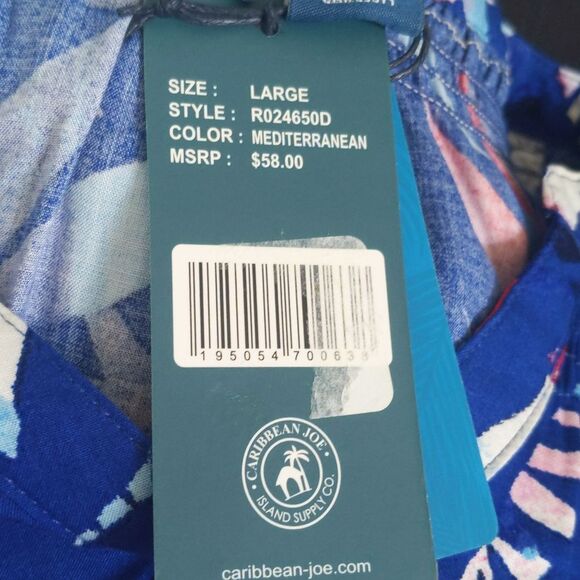 SIZE : LARGE
STYLE : R024650D
COLOR : MEDITERRANEAN
MSRP : $58.00
195054 700638
• CARIBBEAN JOE •
ISLAND SUPPLY CO.
caribbean-joe.com